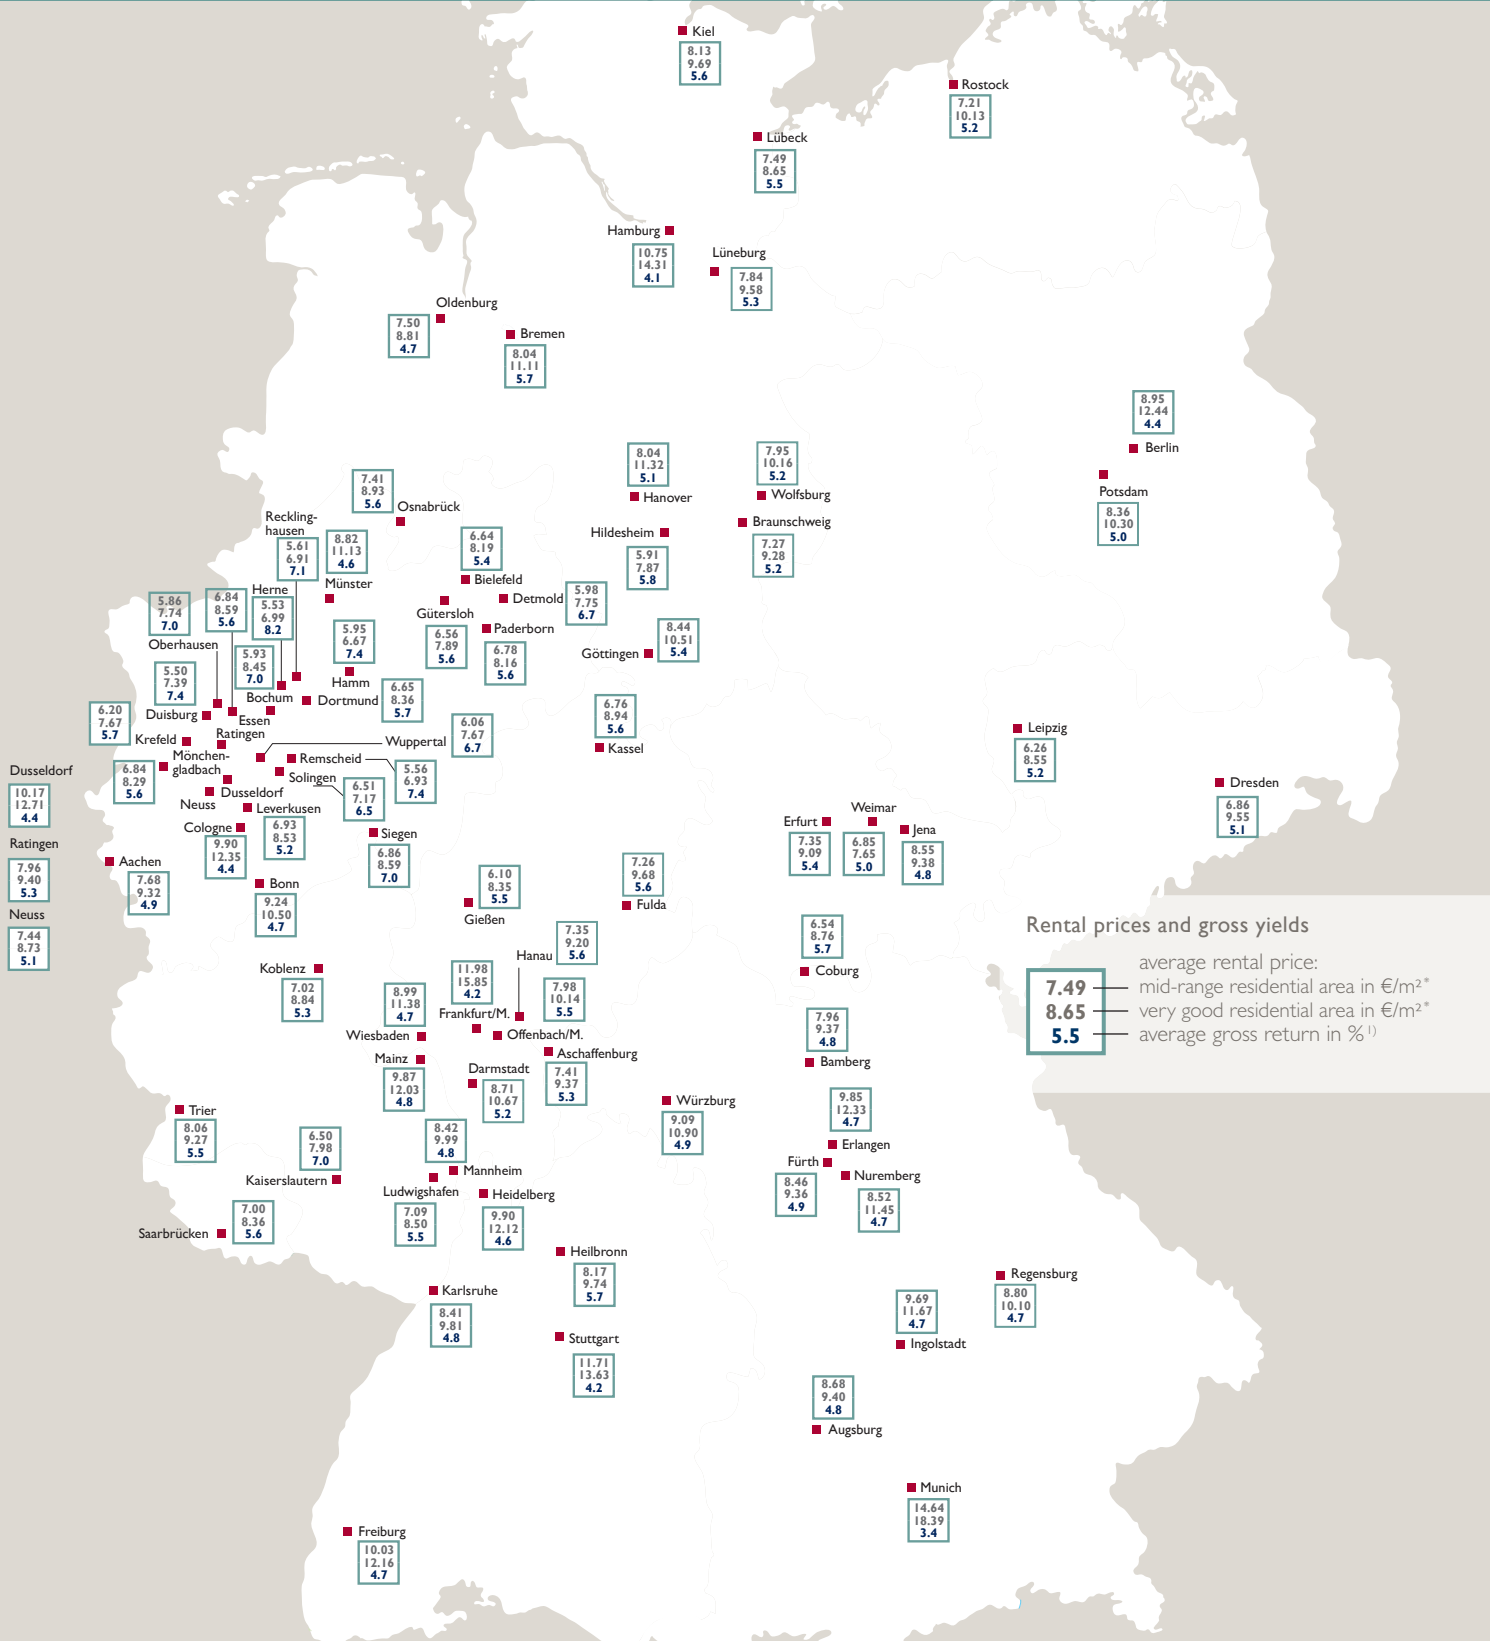 Kiel
8.13
9.69
5.6
Rostock
7.21
10.13
5.2
Lübeck
7.49
8.65
5.5
Hamburg
10.75
14.31
4.1
Lüneburg
7.84
9.58
5.3
Oldenburg
7.50
8.81
4.7
Bremen
8.04
11.11
5.7
8.95
12.44
4.4
Berlin
Potsdam
8.36
10.30
5.0
8.04
11.32
5.1
Hanover
7.95
10.16
5.2
Wolfsburg
Braunschweig
7.27
9.28
5.2
Hildesheim
5.91
7.87
5.8
7.41
8.93
5.6
Osnabrück
Reckling-
hausen
5.61
6.91
7.1
8.82
11.13
4.6
Münster
6.64
8.19
5.4
Bielefeld
Detmold
5.98
7.75
6.7
Gütersloh
6.56
7.89
5.6
Paderborn
6.78
8.16
5.6
Göttingen
8.44
10.51
5.4
5.86
7.74
7.0
Oberhausen
6.84
8.59
5.6
Herne
5.53
6.99
8.2
5.93
8.45
7.0
Bochum
5.95
6.67
7.4
Hamm
5.50
7.39
7.4
Duisburg
Essen
Dortmund
6.65
8.36
5.7
6.20
7.67
5.7
Krefeld
Ratingen
Wuppertal
6.06
7.67
6.7
6.76
8.94
5.6
Kassel
Leipzig
6.26
8.55
5.2
Dresden
6.86
9.55
5.1
Mönchen-
gladbach
6.84
8.29
5.6
Remscheid
5.56
6.93
7.4
Solingen
6.51
7.17
6.5
Dusseldorf
10.17
12.71
4.4
Ratingen
7.96
9.40
5.3
Neuss
7.44
8.73
5.1
Dusseldorf
Neuss
Leverkusen
6.93
8.53
5.2
Cologne
9.90
12.35
4.4
Siegen
6.86
8.59
7.0
Aachen
7.68
9.32
4.9
Bonn
9.24
10.50
4.7
6.10
8.35
5.5
Gießen
7.26
9.68
5.6
Fulda
Erfurt
7.35
9.09
5.4
Weimar
6.85
7.65
5.0
Jena
8.55
9.38
4.8
6.54
8.76
5.7
Coburg
Rental prices and gross yields
average rental price:
7.49 mid-range residential area in €/m²*
8.65 very good residential area in €/m²*
5.5 average gross return in %1)
Koblenz
7.02
8.84
5.3
Hanau
7.35
9.20
5.6
11.98
15.85
4.2
Frankfurt/M.
7.98
10.14
5.5
Offenbach/M.
8.99
11.38
4.7
Wiesbaden
Mainz
9.87
12.03
4.8
Aschaffenburg
7.41
9.37
5.3
Darmstadt
8.71
10.67
5.2
7.96
9.37
4.8
Bamberg
Würzburg
9.09
10.90
4.9
9.85
12.33
4.7
Erlangen
Fürth
8.46
9.36
4.9
Nuremberg
8.52
11.45
4.7
Trier
8.06
9.27
5.5
6.50
7.98
7.0
Kaiserslautern
8.42
9.99
4.8
Mannheim
Ludwigshafen
7.09
8.50
5.5
Heidelberg
9.90
12.12
4.6
Saarbrücken
7.00
8.36
5.6
Heilbronn
8.17
9.74
5.7
Karlsruhe
8.41
9.81
4.8
Stuttgart
11.71
13.63
4.2
Regensburg
8.80
10.10
4.7
9.69
11.67
4.7
Ingolstadt
8.68
9.40
4.8
Augsburg
Munich
14.64
18.39
3.4
Freiburg
10.03
12.16
4.7